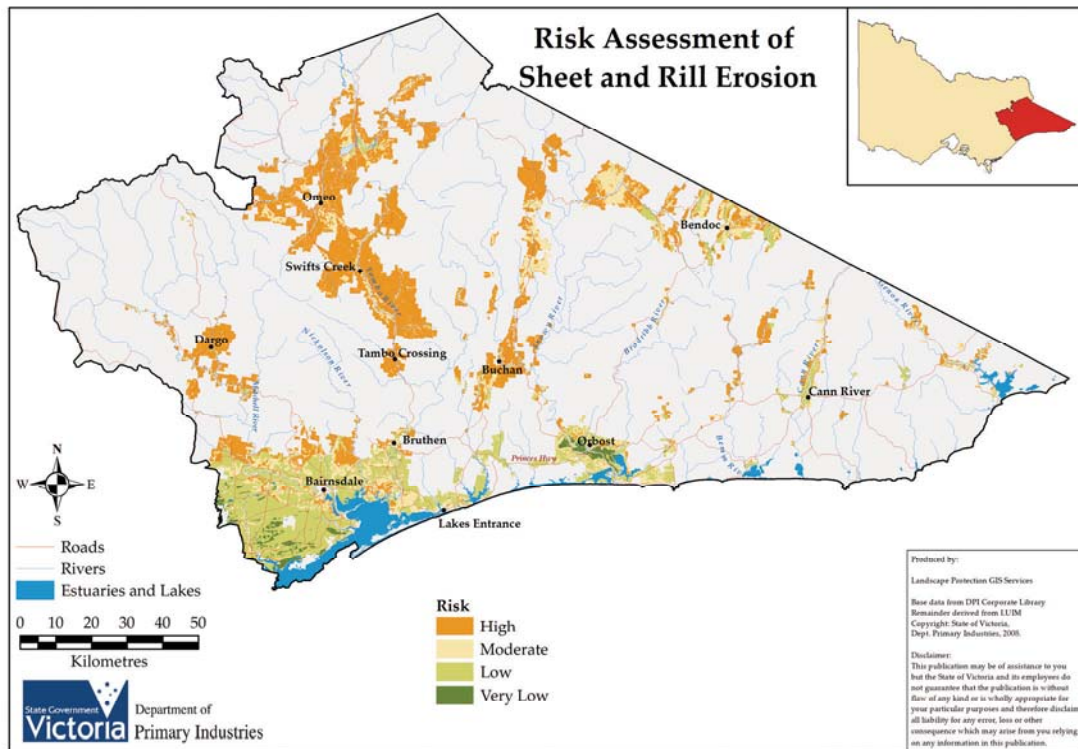 Risk Assessment of
Sheet and Rill Erosion
Omeo
Bendoc
Swifts Creek
Tambo River
Genoa River
Snowy River
Brodribb River
Nicholson River
Dargo
Tambo Crossing
Buchan
Cann River
Cann River
Mitchell River
Bruthen
Orbost
Princes Hwy
Bemm Riv
Bairnsdale
Lakes Entrance
N
W E
S
Roads
Rivers
Estuaries and Lakes
0 10 20 30 40 50
Kilometres
Risk
High
Moderate
Low
Very Low
State Government
Victoria
Department of
Primary Industries
Produced by:
Landscape Protection GIS Services
Base data from DPI Corporate Library
Remainder derived from LUIM
Copyright: State of Victoria,
Dept. Primary Industries, 2008.
Disclaimer:
This publication may be of assistance to you
but the State of Victoria and its employees do
not guarantee that the publication is without
flaw of any kind or is wholly appropriate for
your particular purposes and therefore disclaims
all liability for any error, loss or other
consequence which may arise from you relying
on any information in this publication.